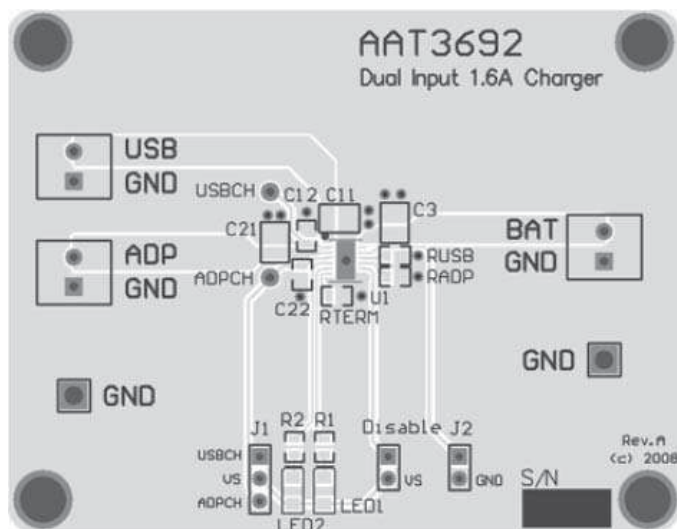 AAT3692
Dual Input 1.6A Charger
USB
GND
USBCH
C12
C11
C3
C21
ADP
GND
ADPCH
C22
RTERM
U1
RUSB
RADP
BAT
GND
GND
GND
J1
R2
R1
Disable
J2
USBCH
VS
ADPCH
VS
GND
LED1
LED2
Rev.A
(c) 2008
S/N